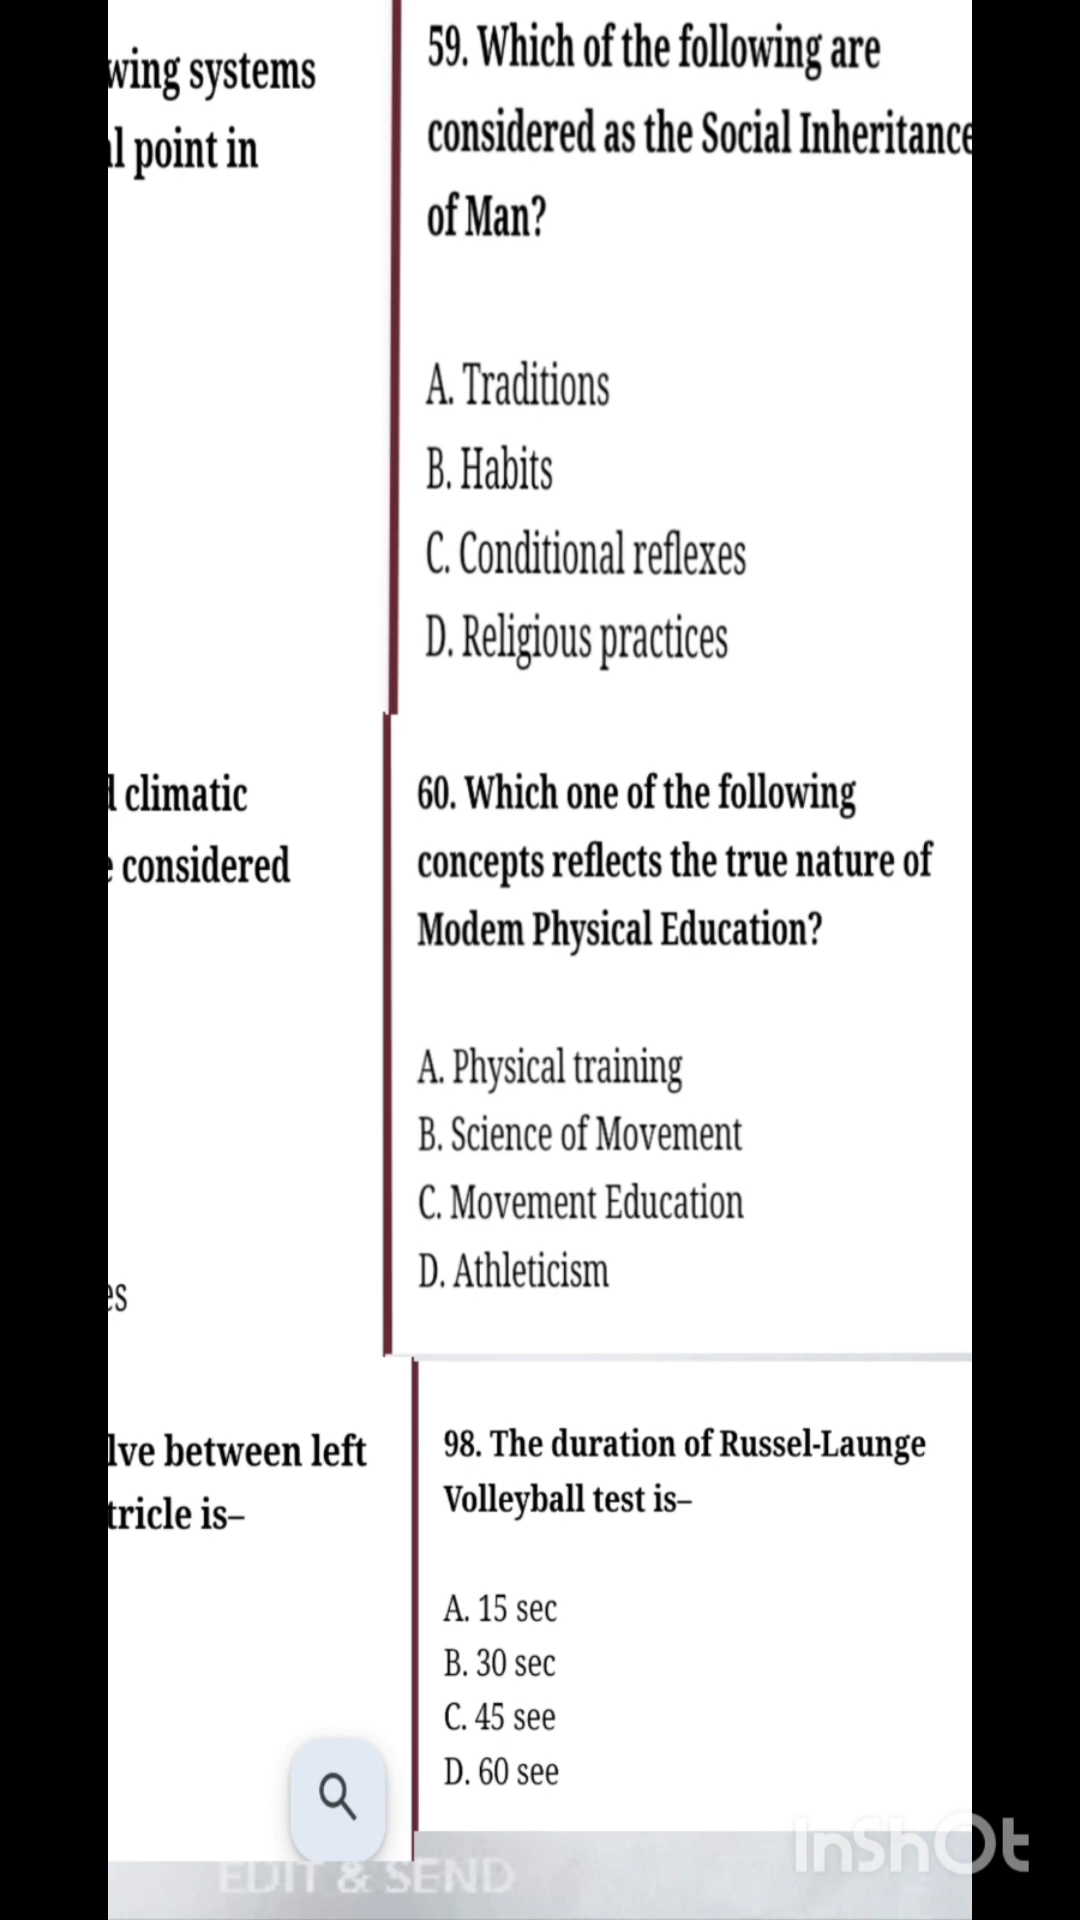 wing systems
l point in
59. Which of the following are
considered as the Social Inheritance
of Man?
A. Traditions
B. Habits
C. Conditional reflexes
D. Religious practices
climatic
considered
es
60. Which one of the following
concepts reflects the true nature of
Modem Physical Education?
A. Physical training
B. Science of Movement
C. Movement Education
D. Athleticism
lve between left
tricle is–
98. The duration of Russel-Launge
Volleyball test is–
A. 15 sec
B. 30 sec
C. 45 see
D. 60 see
EDIT & SEND
InShOt